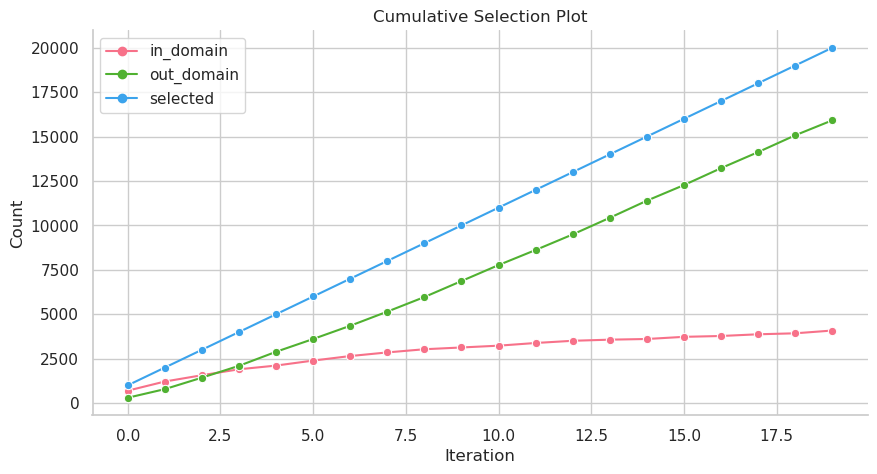 Cumulative Selection Plot
in_domain
out_domain
selected
Count
20000
17500
15000
12500
10000
7500
5000
2500
0
0.0 2.5 5.0 7.5 10.0 12.5 15.0 17.5
Iteration